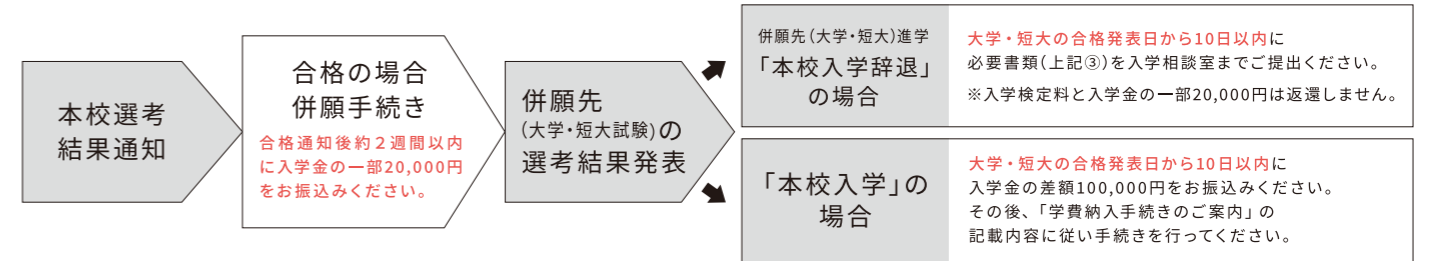 本校選考
結果通知
合格の場合
併願手続き
合格通知後約2週間以内
に入学金の一部20,000円
をお振込みください。
併願先
(大学・短大試験)の
選考結果発表
併願先(大学・短大)進学
「本校入学辞退」
の場合
大学・短大の合格発表日から10日以内に
必要書類(上記③)を入学相談室までご提出ください。
※入学検定料と入学金の一部20,000円は返還しません。
「本校入学」の
場合
大学・短大の合格発表日から10日以内に
入学金の差額100,000円をお振込みください。
その後、「学費納入手続きのご案内」の
記載内容に従い手続きを行ってください。